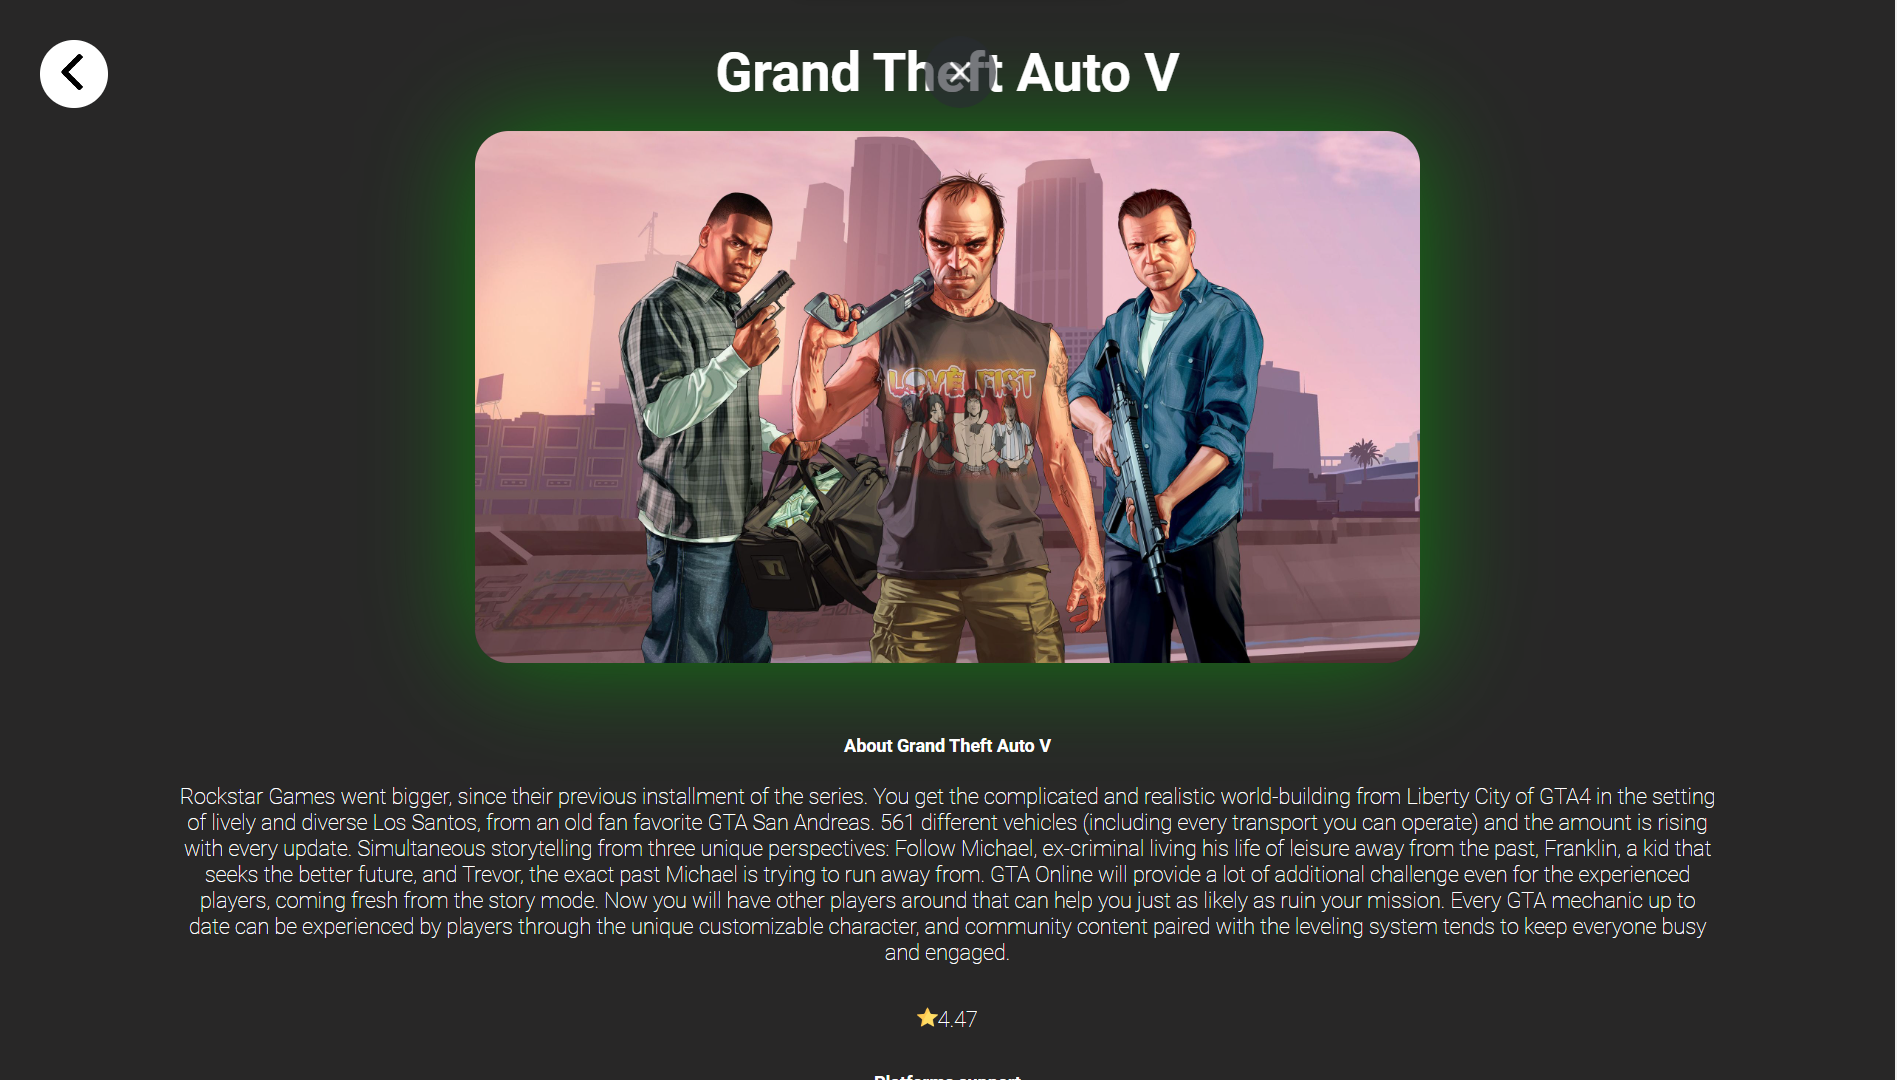 Grand Theft Auto V
LOVE FIST
About Grand Theft Auto V
Rockstar Games went bigger, since their previous installment of the series. You get the complicated and realistic world-building from Liberty City of GTA4 in the setting
of lively and diverse Los Santos, from an old fan favorite GTA San Andreas. 561 different vehicles (including every transport you can operate) and the amount is rising
with every update. Simultaneous storytelling from three unique perspectives: Follow Michael, ex-criminal living his life of leisure away from the past, Franklin, a kid that
seeks the better future, and Trevor, the exact past Michael is trying to run away from. GTA Online will provide a lot of additional challenge even for the experienced
players, coming fresh from the story mode. Now you will have other players around that can help you just as likely as ruin your mission. Every GTA mechanic up to
date can be experienced by players through the unique customizable character, and community content paired with the leveling system tends to keep everyone busy
and engaged.
⭐4.47
Platforms support